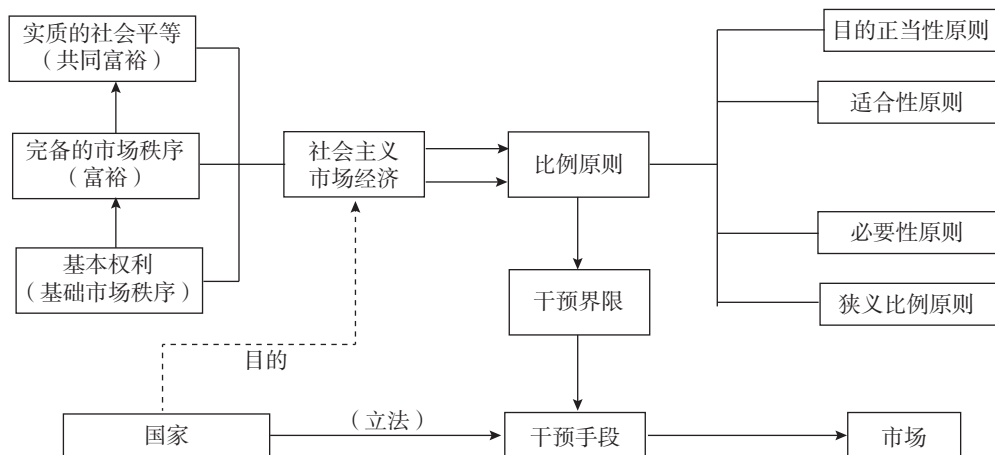 实质的社会平等
（共同富裕）
完备的市场秩序
（富裕）
基本权利
（基础市场秩序）
社会主义
市场经济
比例原则
干预界限
目的正当性原则
适合性原则
必要性原则
狭义比例原则
目的
国家
（立法）
干预手段
市场